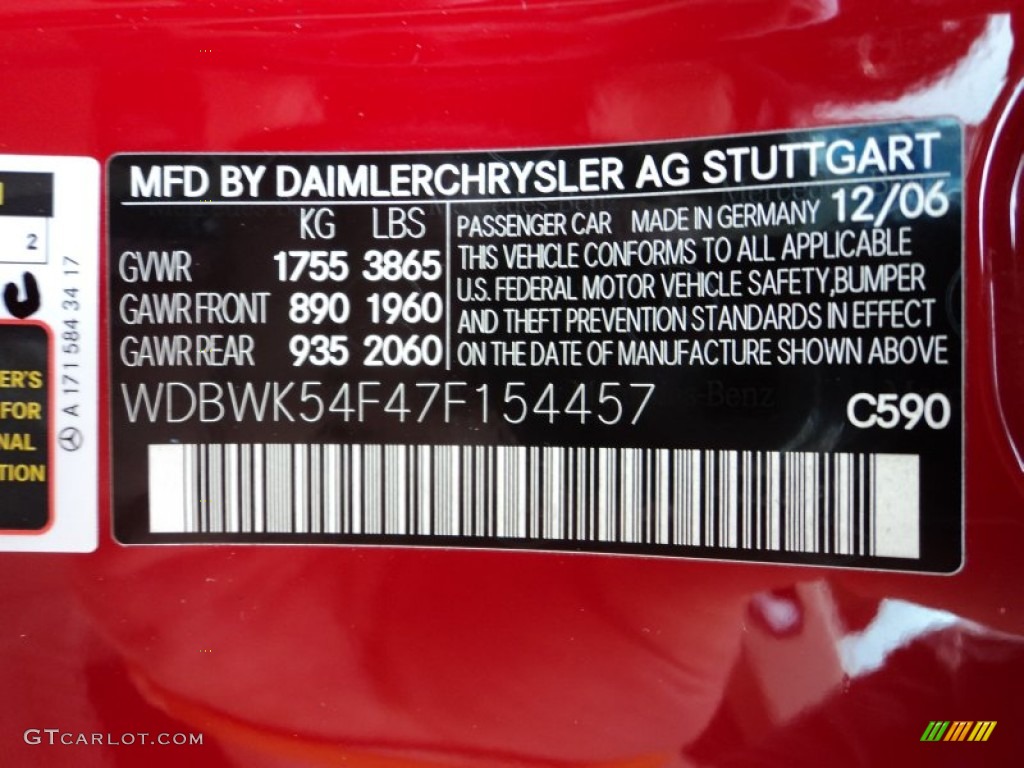 MFD BY DAIMLERCHRYSLER AG STUTTGART
KG LBS
GVWR 1755 3865
GAWR FRONT 890 1960
GAWR REAR 935 2060
PASSENGER CAR MADE IN GERMANY 12/06
THIS VEHICLE CONFORMS TO ALL APPLICABLE
U.S. FEDERAL MOTOR VEHICLE SAFETY,BUMPER
AND THEFT PREVENTION STANDARDS IN EFFECT
ON THE DATE OF MANUFACTURE SHOWN ABOVE
WDBWK54F47F154457
C590
2
A 171 584 34 17
ER'S
FOR
NAL
TION
GTCARLOT.COM